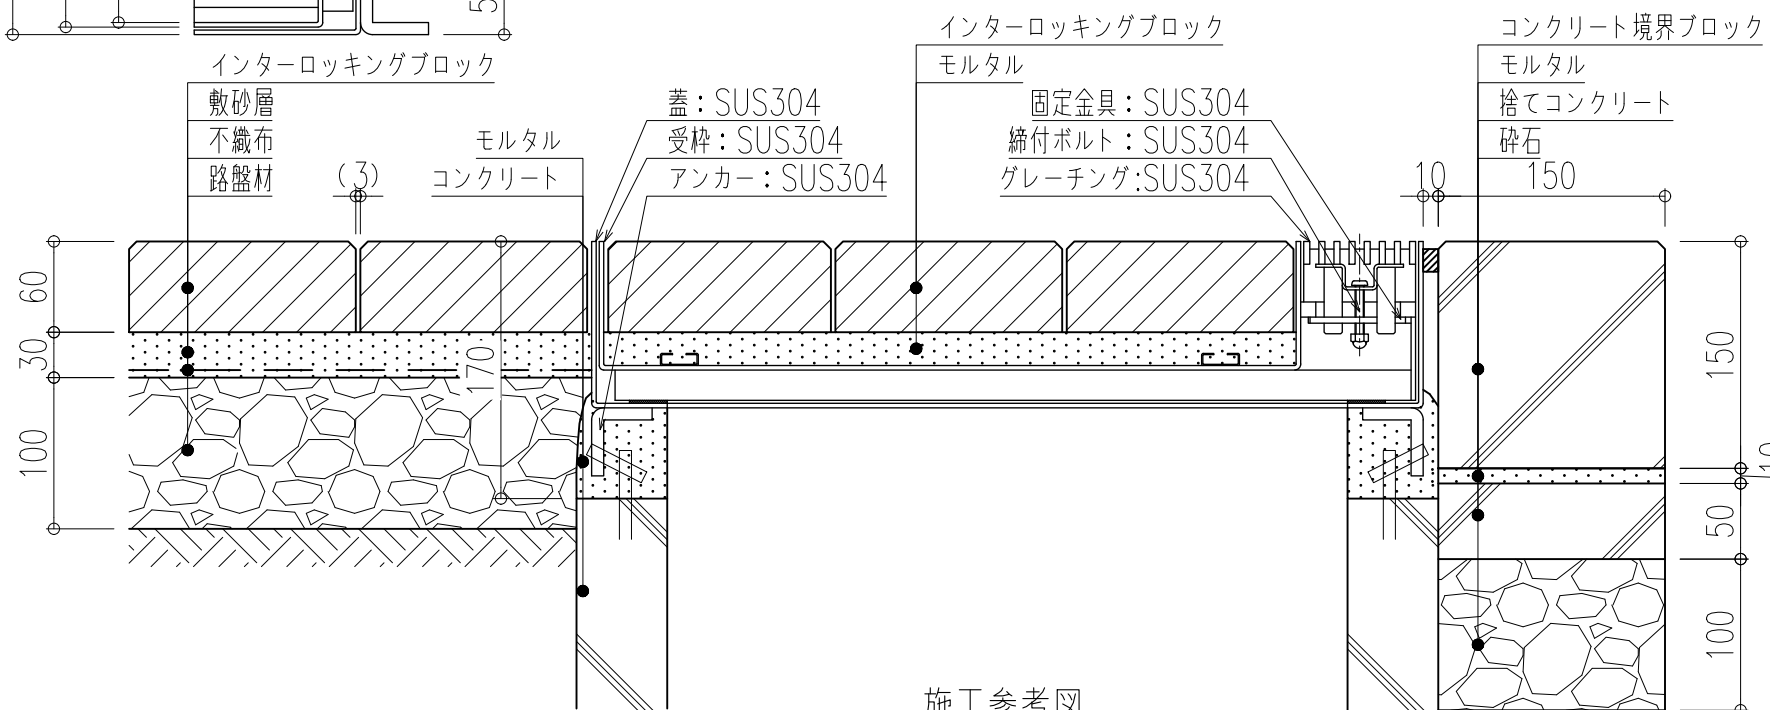 5
インターロッキングブロック
敷砂層
不織布
路盤材
(3)
モルタル
コンクリート
蓋：SUS304
受枠：SUS304
アンカー：SUS304
インターロッキングブロック
モルタル
固定金具：SUS304
締付ボルト：SUS304
グレーチング:SUS304
コンクリート境界ブロック
モルタル
捨てコンクリート
砕石
10
150
60
30
100
170
150
10
50
100
施工参考図